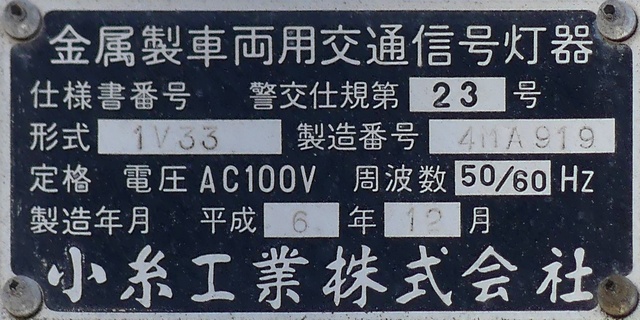 金属製車両用交通信号灯器
仕様書番号 警交仕規第 23 号
形式 1V33 製造番号 4MA919
定格 電圧 AC100V 周波数 50/60 Hz
製造年月 平成 6 年 12 月
小糸工業株式会社